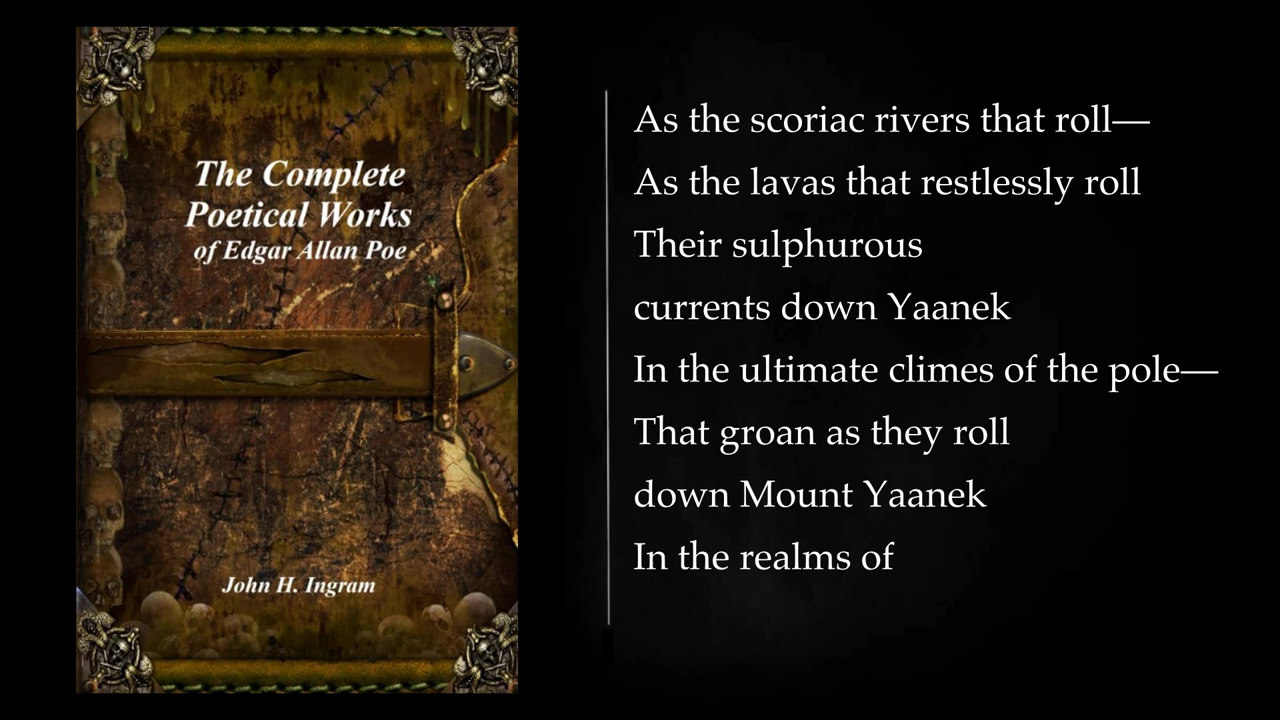 The Complete
Poetical Works
of Edgar Allan Poe
John H. Ingram
As the scoriac rivers that roll—
As the lavas that restlessly roll
Their sulphurous
currents down Yaanek
In the ultimate climes of the pole—
That groan as they roll
down Mount Yaanek
In the realms of